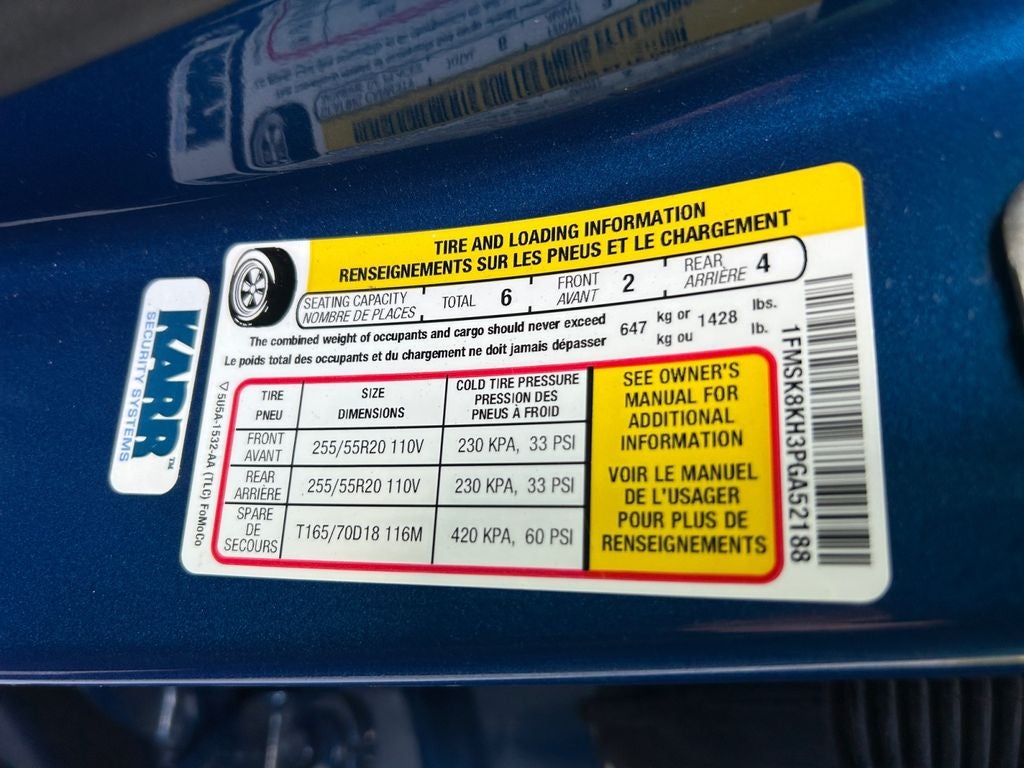 TIRE AND LOADING INFORMATION
RENSEIGNEMENTS SUR LES PNEUS ET LE CHARGEMENT
SEATING CAPACITY
NOMBRE DE PLACES
TOTAL 6
FRONT
AVANT
2
REAR
ARRIÈRE
4
The combined weight of occupants and cargo should never exceed
Le poids total des occupants et du chargement ne doit jamais dépasser
647
kg or
kg ou
1428
lbs.
lb.
TIRE
PNEU
SIZE
DIMENSIONS
COLD TIRE PRESSURE
PRESSION DES
PNEUS À FROID
FRONT
AVANT
255/55R20 110V
230 KPA, 33 PSI
REAR
ARRIÈRE
255/55R20 110V
230 KPA, 33 PSI
SPARE
DE
SECOURS
T165/70D18 116M
420 KPA, 60 PSI
SEE OWNER'S
MANUAL FOR
ADDITIONAL
INFORMATION
VOIR LE MANUEL
DE L'USAGER
POUR PLUS DE
RENSEIGNEMENTS
1FMSK8KH3PGA52188
▽ 5U5A-1532-AA (TLC) FoMoCo
KARR™
SECURITY SYSTEMS